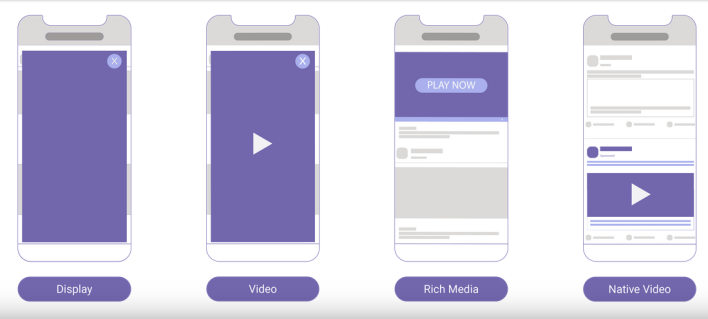 X
X
PLAY NOW
Display
Video
Rich Media
Native Video